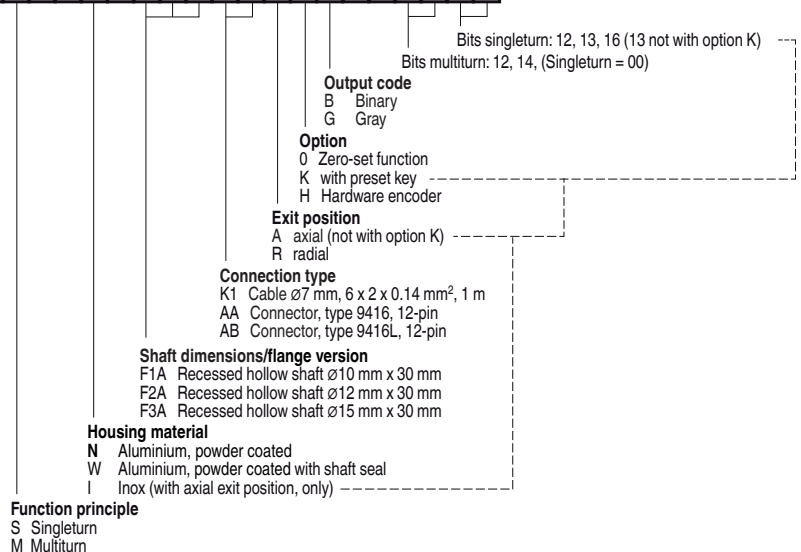 Bits singleturn: 12, 13, 16 (13 not with option K)
Bits multiturn: 12, 14, (Singleturn = 00)
Output code
B Binary
G Gray
Option
0 Zero-set function
K with preset key
H Hardware encoder
Exit position
A axial (not with option K)
R radial
Connection type
K1 Cable ⌀7 mm, 6 x 2 x 0.14 mm², 1 m
AA Connector, type 9416, 12-pin
AB Connector, type 9416L, 12-pin
Shaft dimensions/flange version
F1A Recessed hollow shaft ⌀10 mm x 30 mm
F2A Recessed hollow shaft ⌀12 mm x 30 mm
F3A Recessed hollow shaft ⌀15 mm x 30 mm
Housing material
N Aluminium, powder coated
W Aluminium, powder coated with shaft seal
I Inox (with axial exit position, only)
Function principle
S Singleturn
M Multiturn